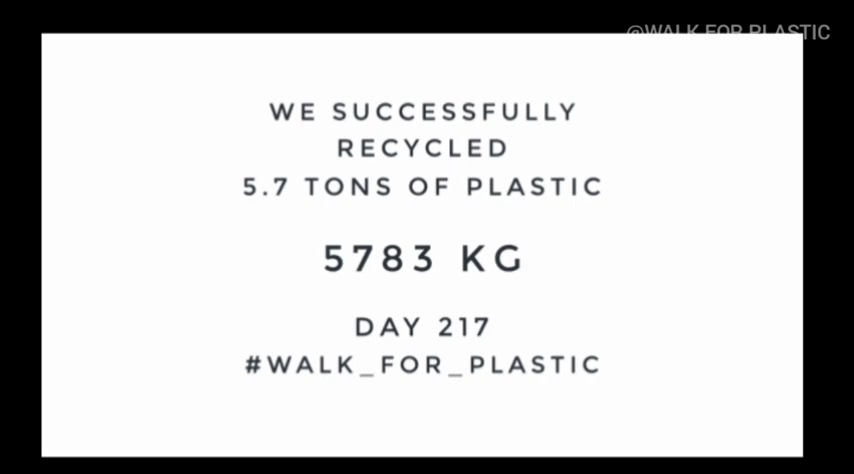 @WALK FOR PLASTIC
WE SUCCESSFULLY
RECYCLED
5.7 TONS OF PLASTIC
5783 KG
DAY 217
#WALK_FOR_PLASTIC